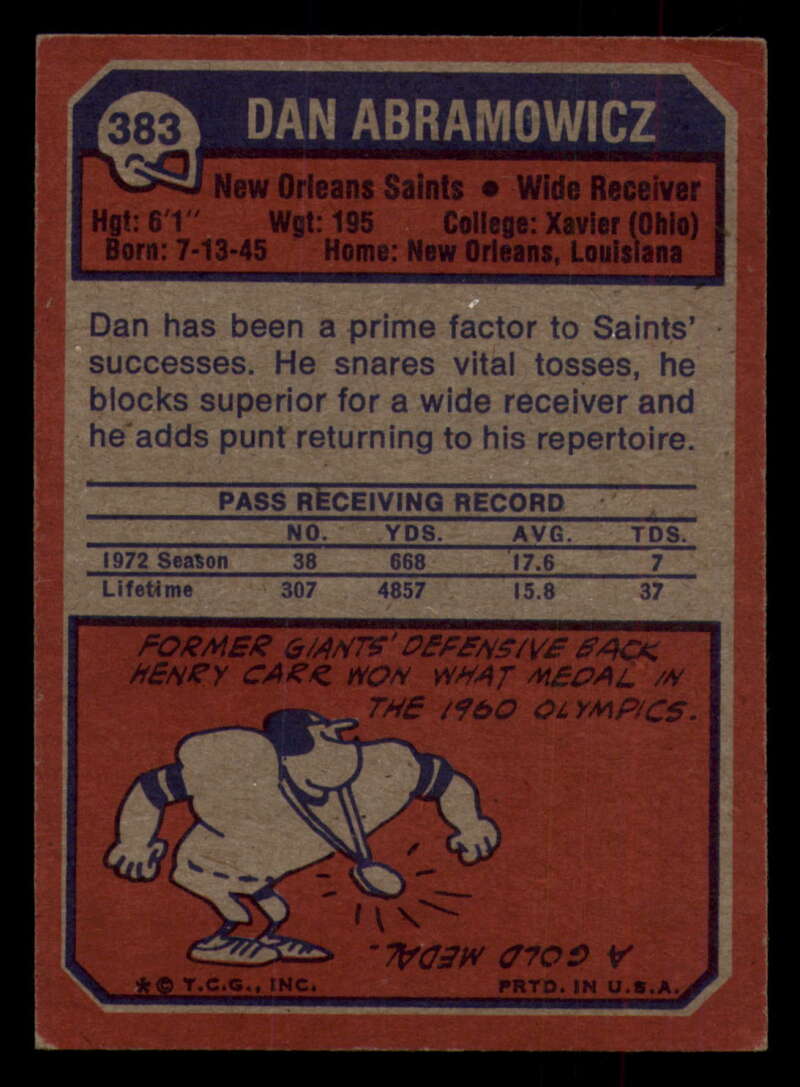 383
DAN ABRAMOWICZ
New Orleans Saints • Wide Receiver
Hgt: 6'1" Wgt: 195 College: Xavier (Ohio)
Born: 7-13-45 Home: New Orleans, Louisiana
Dan has been a prime factor to Saints'
successes. He snares vital tosses, he
blocks superior for a wide receiver and
he adds punt returning to his repertoire.
PASS RECEIVING RECORD
NO. YDS. AVG. TDS.
1972 Season 38 668 17.6 7
Lifetime 307 4857 15.8 37
FORMER GIANTS' DEFENSIVE BACK
HENRY CARR WON WHAT MEDAL IN
THE 1960 OLYMPICS.
A GOLD MEDAL.
* © T.C.G., INC. PRTD. IN U.S.A.